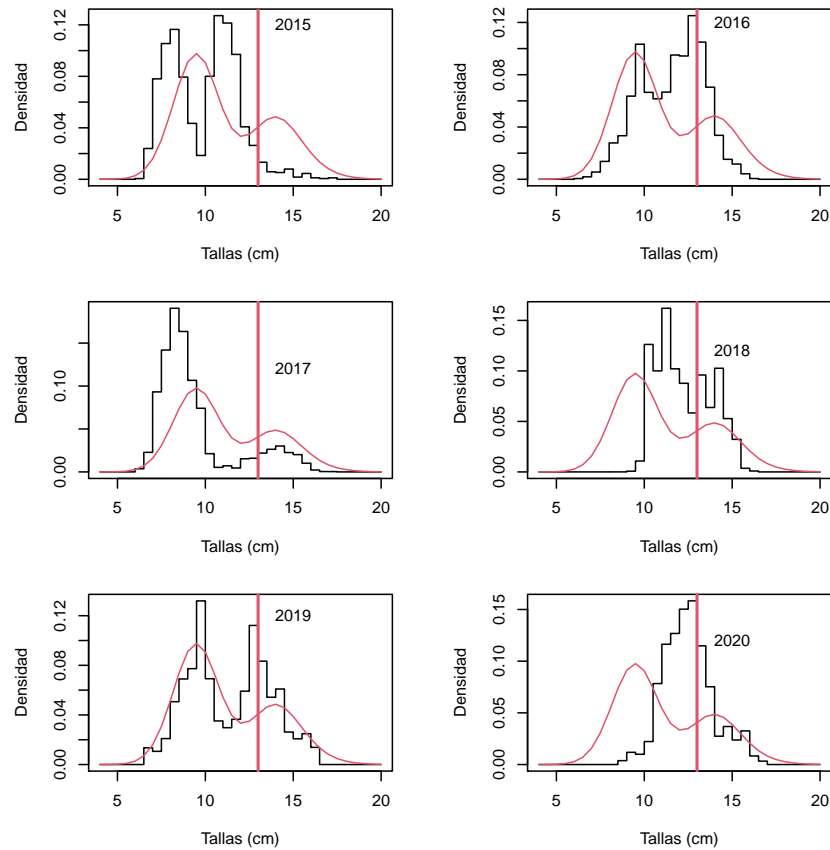 2015
Densidad
0.00 0.04 0.08 0.12
5 10 15 20
Tallas (cm)
2016
Densidad
0.00 0.04 0.08 0.12
5 10 15 20
Tallas (cm)
2017
Densidad
0.00 0.10
5 10 15 20
Tallas (cm)
2018
Densidad
0.00 0.05 0.10 0.15
5 10 15 20
Tallas (cm)
2019
Densidad
0.00 0.04 0.08 0.12
5 10 15 20
Tallas (cm)
2020
Densidad
0.00 0.05 0.10 0.15
5 10 15 20
Tallas (cm)